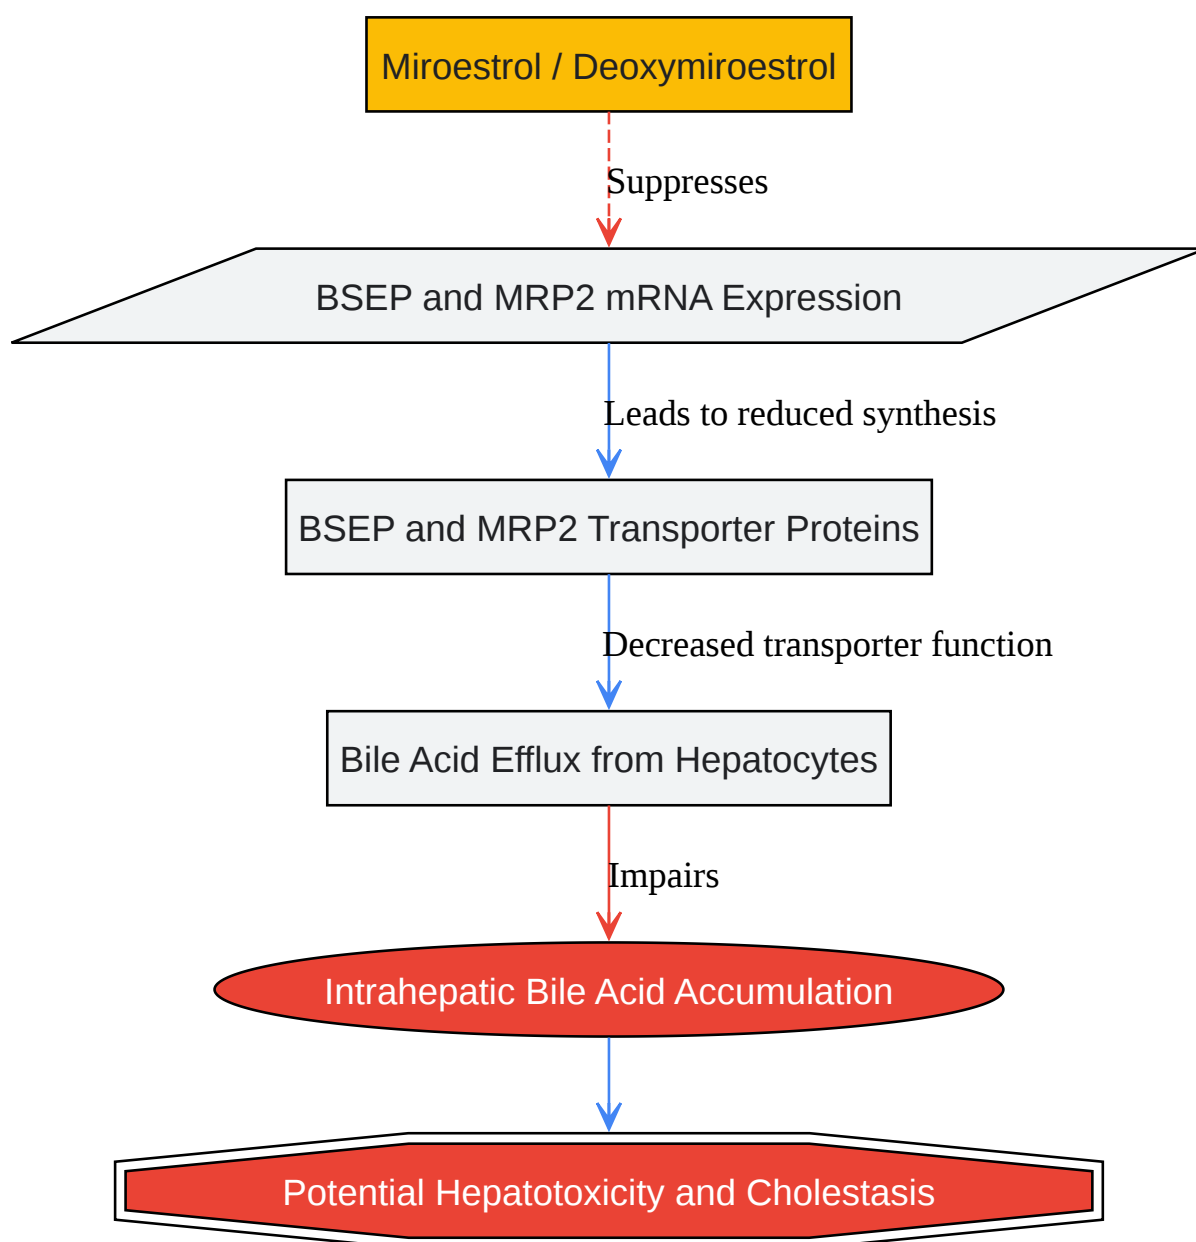 Miroestrol / Deoxymiroestrol
Suppresses
BSEP and MRP2 mRNA Expression
Leads to reduced synthesis
BSEP and MRP2 Transporter Proteins
Decreased transporter function
Bile Acid Efflux from Hepatocytes
Impairs
Intrahepatic Bile Acid Accumulation
Potential Hepatotoxicity and Cholestasis